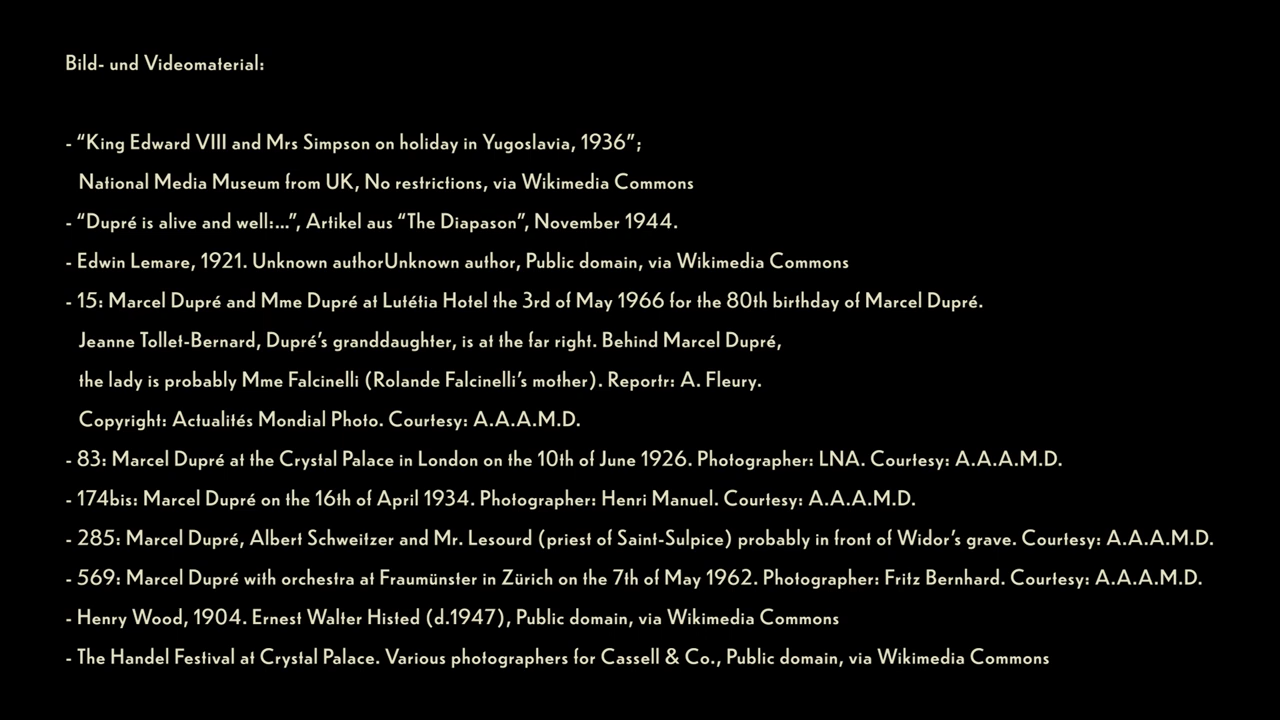 Bild- und Videomaterial:
- “King Edward VIII and Mrs Simpson on holiday in Yugoslavia, 1936”;
National Media Museum from UK, No restrictions, via Wikimedia Commons
- “Dupré is alive and well:...”, Artikel aus “The Diapason”, November 1944.
- Edwin Lemare, 1921. Unknown authorUnknown author, Public domain, via Wikimedia Commons
- 15: Marcel Dupré and Mme Dupré at Lutétia Hotel the 3rd of May 1966 for the 80th birthday of Marcel Dupré.
Jeanne Tollet-Bernard, Dupré’s granddaughter, is at the far right. Behind Marcel Dupré,
the lady is probably Mme Falcinelli (Rolande Falcinelli’s mother). Reportr: A. Fleury.
Copyright: Actualités Mondial Photo. Courtesy: A.A.A.M.D.
- 83: Marcel Dupré at the Crystal Palace in London on the 10th of June 1926. Photographer: LNA. Courtesy: A.A.A.M.D.
- 174bis: Marcel Dupré on the 16th of April 1934. Photographer: Henri Manuel. Courtesy: A.A.A.M.D.
- 285: Marcel Dupré, Albert Schweitzer and Mr. Lesourd (priest of Saint-Sulpice) probably in front of Widor’s grave. Courtesy: A.A.A.M.D.
- 569: Marcel Dupré with orchestra at Fraumünster in Zürich on the 7th of May 1962. Photographer: Fritz Bernhard. Courtesy: A.A.A.M.D.
- Henry Wood, 1904. Ernest Walter Histed (d.1947), Public domain, via Wikimedia Commons
- The Handel Festival at Crystal Palace. Various photographers for Cassell & Co., Public domain, via Wikimedia Commons